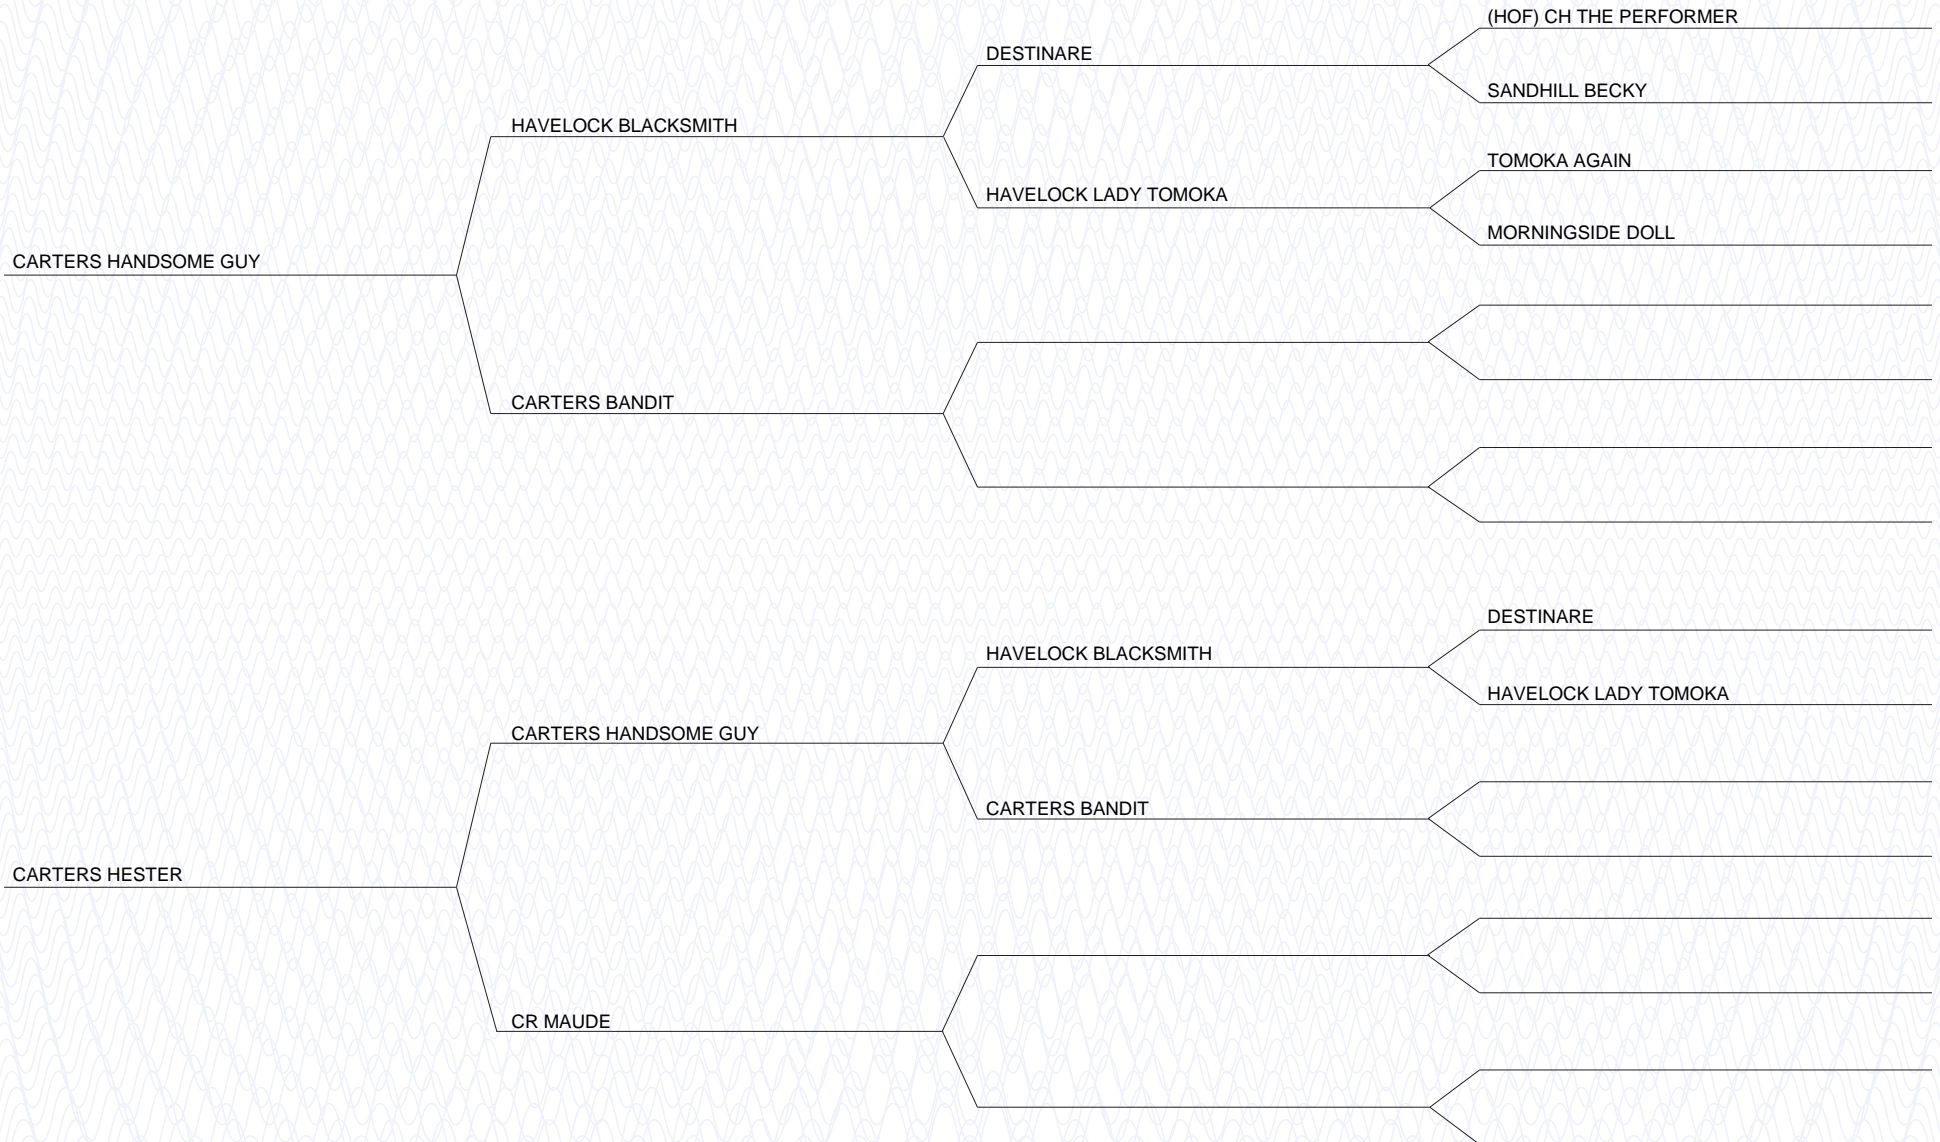 (HOF) CH THE PERFORMER
DESTINARE
SANDHILL BECKY
HAVELOCK BLACKSMITH
TOMOKA AGAIN
HAVELOCK LADY TOMOKA
MORNINGSIDE DOLL
CARTERS HANDSOME GUY
CARTERS BANDIT
DESTINARE
HAVELOCK BLACKSMITH
HAVELOCK LADY TOMOKA
CARTERS HANDSOME GUY
CARTERS BANDIT
CARTERS HESTER
CR MAUDE